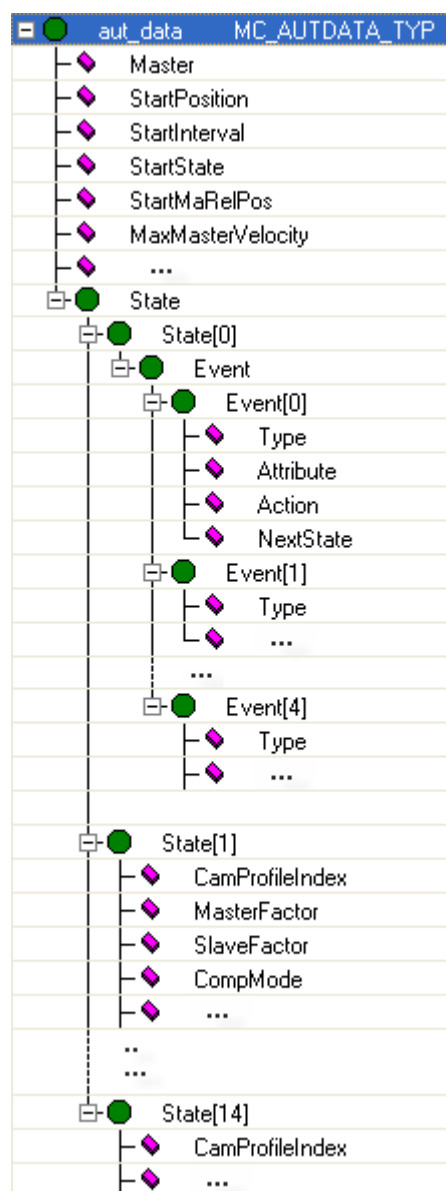 aut_data MC_AUTDATA_TYP
Master
StartPosition
StartInterval
StartState
StartMaRelPos
MaxMasterVelocity
...
State
State[0]
Event
Event[0]
Type
Attribute
Action
NextState
Event[1]
Type
...
...
Event[4]
Type
...
State[1]
CamProfileIndex
MasterFactor
SlaveFactor
CompMode
...
..
...
State[14]
CamProfileIndex
...